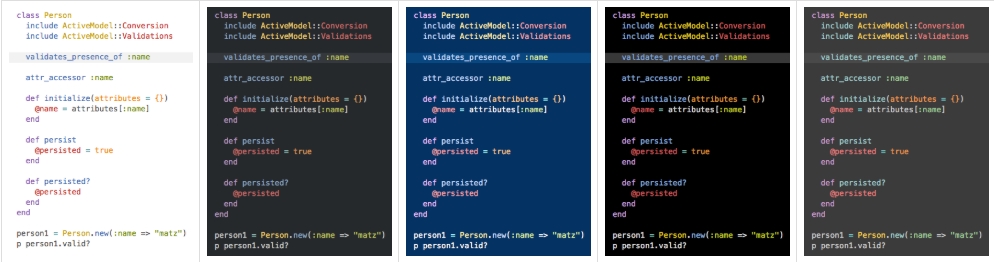 class Person
  include ActiveModel::Conversion
  include ActiveModel::Validations
  validates_presence_of :name
  attr_accessor :name
  def initialize(attributes = {})
    @name = attributes[:name]
  end
  def persist
    @persisted = true
  end
  def persisted?
    @persisted
  end
end
person1 = Person.new(:name => "matz")
p person1.valid?
class Person
  include ActiveModel::Conversion
  include ActiveModel::Validations
  validates_presence_of :name
  attr_accessor :name
  def initialize(attributes = {})
    @name = attributes[:name]
  end
  def persist
    @persisted = true
  end
  def persisted?
    @persisted
  end
end
person1 = Person.new(:name => "matz")
p person1.valid?
class Person
  include ActiveModel::Conversion
  include ActiveModel::Validations
  validates_presence_of :name
  attr_accessor :name
  def initialize(attributes = {})
    @name = attributes[:name]
  end
  def persist
    @persisted = true
  end
  def persisted?
    @persisted
  end
end
person1 = Person.new(:name => "matz")
p person1.valid?
class Person
  include ActiveModel::Conversion
  include ActiveModel::Validations
  validates_presence_of :name
  attr_accessor :name
  def initialize(attributes = {})
    @name = attributes[:name]
  end
  def persist
    @persisted = true
  end
  def persisted?
    @persisted
  end
end
person1 = Person.new(:name => "matz")
p person1.valid?
class Person
  include ActiveModel::Conversion
  include ActiveModel::Validations
  validates_presence_of :name
  attr_accessor :name
  def initialize(attributes = {})
    @name = attributes[:name]
  end
  def persist
    @persisted = true
  end
  def persisted?
    @persisted
  end
end
person1 = Person.new(:name => "matz")
p person1.valid?